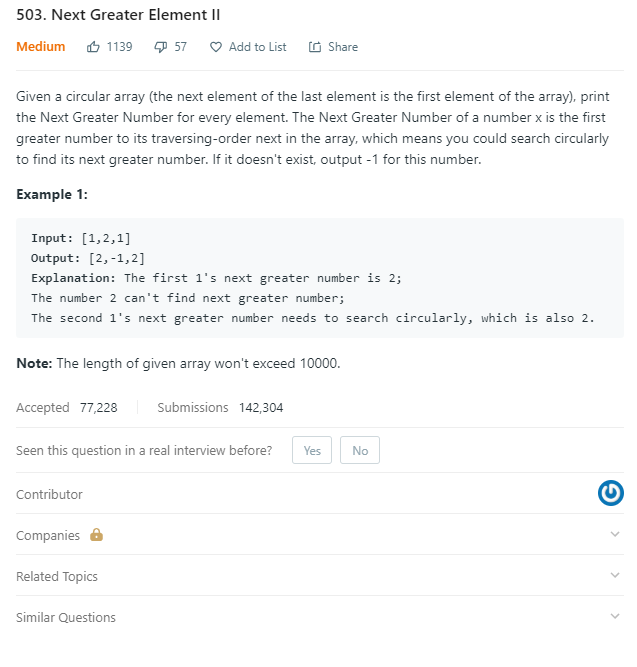 503. Next Greater Element II
Medium 1139 57 Add to List Share
Given a circular array (the next element of the last element is the first element of the array), print
the Next Greater Number for every element. The Next Greater Number of a number x is the first
greater number to its traversing-order next in the array, which means you could search circularly
to find its next greater number. If it doesn't exist, output -1 for this number.
Example 1:
Input: [1,2,1]
Output: [2,-1,2]
Explanation: The first 1's next greater number is 2;
The number 2 can't find next greater number;
The second 1's next greater number needs to search circularly, which is also 2.
Note: The length of given array won't exceed 10000.
Accepted 77,228 Submissions 142,304
Seen this question in a real interview before? Yes No
Contributor
Companies
Related Topics
Similar Questions